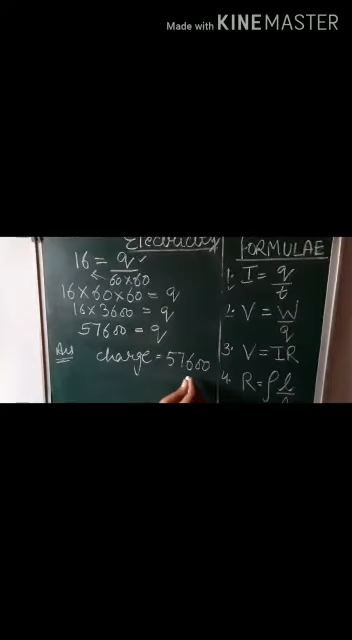 Made with KINEMASTER
Electricity
16 = q ✓
60×60
16 × 60 × 60 = q
16 × 3600 = q
57600 = q
Ans charge = 57600
FORMULAE
1. I = q/t
2. V = W/q
3. V = IR
4. R = ρ l